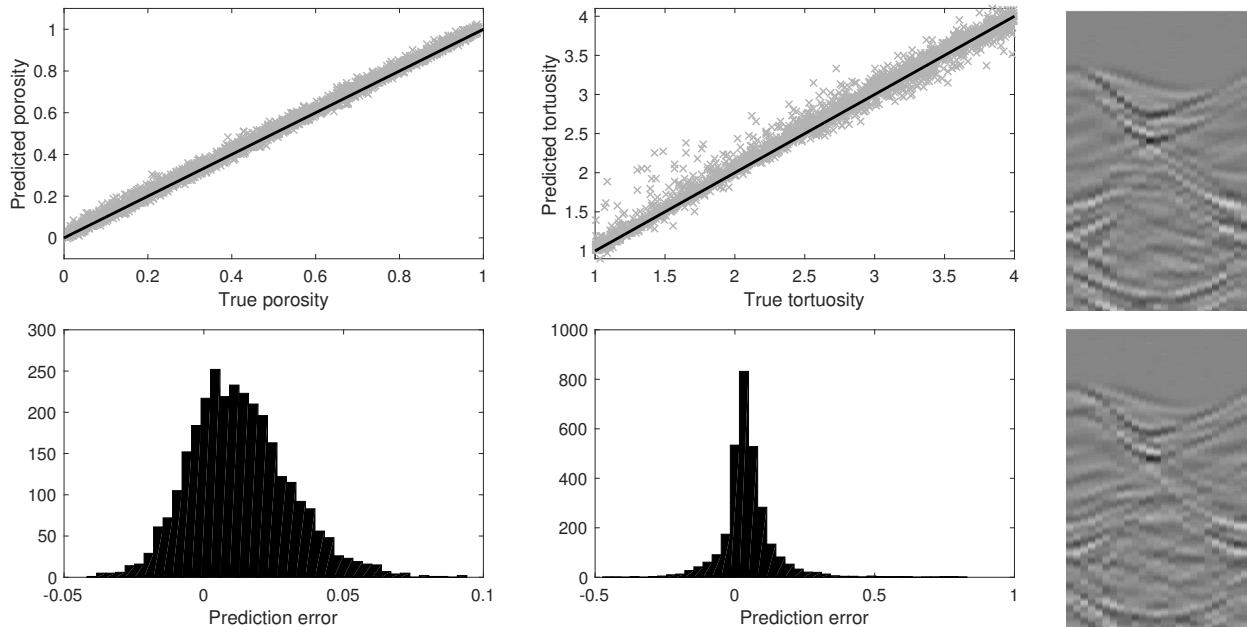 1
0.8
0.6
0.4
0.2
0
Predicted porosity
0 0.2 0.4 0.6 0.8 1
True porosity
4
3.5
3
2.5
2
1.5
1
Predicted tortuosity
1 1.5 2 2.5 3 3.5 4
True tortuosity
300
250
200
150
100
50
0
-0.05 0 0.05 0.1
Prediction error
1000
800
600
400
200
0
-0.5 0 0.5 1
Prediction error